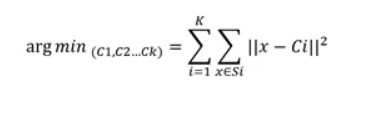 arg min (C1,C2...Ck) = K∑i=1 ∑x∈Si ||x − Ci||²